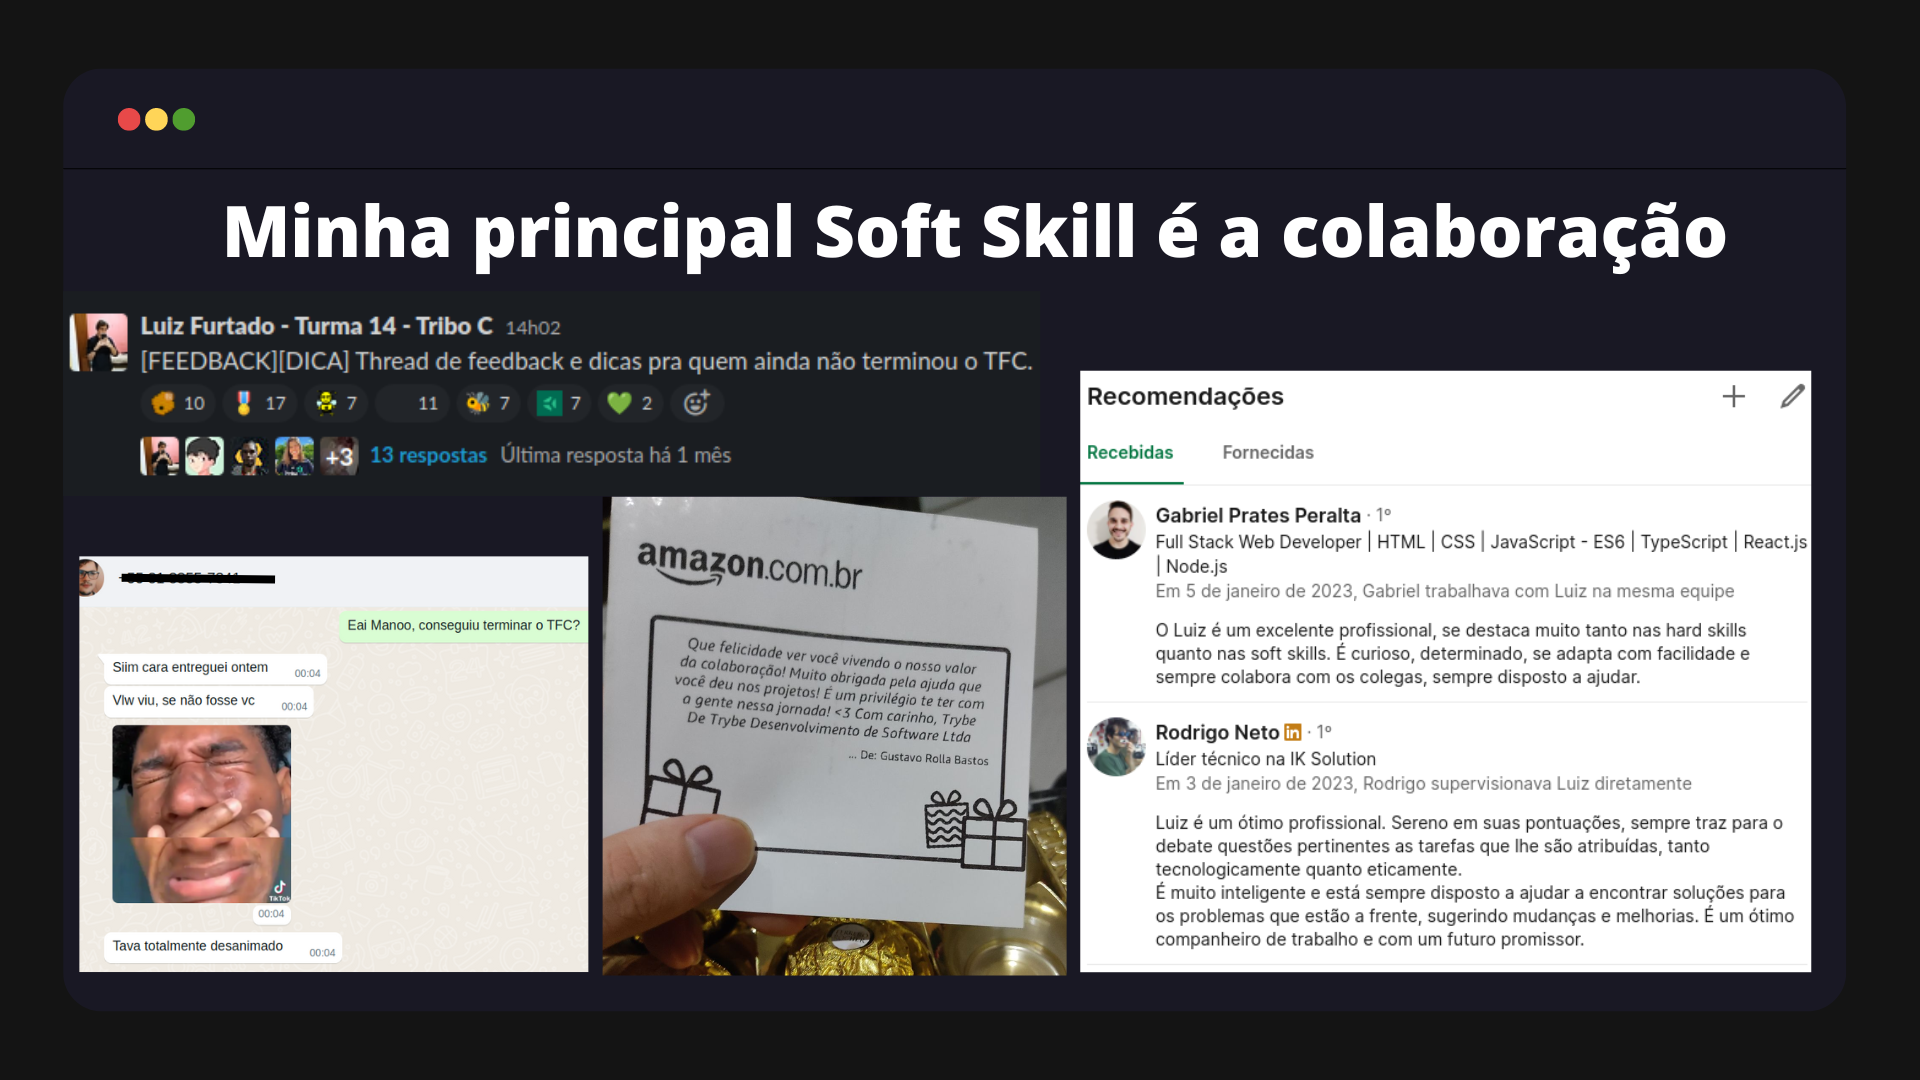 Minha principal Soft Skill é a colaboração
Luiz Furtado - Turma 14 - Tribo C 14h02
[FEEDBACK][DICA] Thread de feedback e dicas pra quem ainda não terminou o TFC.
10 17 7 11 7 7 2
+3 13 respostas Última resposta há 1 mês
Eai Manoo, conseguiu terminar o TFC?
Siim cara entreguei ontem 00:04
Vlw viu, se não fosse vc 00:04
TikTok
00:04
Tava totalmente desanimado 00:04
amazon.com.br
Que felicidade ver você vivendo o nosso valor
da colaboração! Muito obrigada pela ajuda que
você deu nos projetos! É um privilégio te ter com
a gente nessa jornada! <3 Com carinho, Trybe
De Trybe Desenvolvimento de Software Ltda
... De: Gustavo Rolla Bastos
Recomendações
Recebidas Fornecidas
Gabriel Prates Peralta · 1º
Full Stack Web Developer | HTML | CSS | JavaScript - ES6 | TypeScript | React.js
| Node.js
Em 5 de janeiro de 2023, Gabriel trabalhava com Luiz na mesma equipe
O Luiz é um excelente profissional, se destaca muito tanto nas hard skills
quanto nas soft skills. É curioso, determinado, se adapta com facilidade e
sempre colabora com os colegas, sempre disposto a ajudar.
Rodrigo Neto in · 1º
Líder técnico na IK Solution
Em 3 de janeiro de 2023, Rodrigo supervisionava Luiz diretamente
Luiz é um ótimo profissional. Sereno em suas pontuações, sempre traz para o
debate questões pertinentes as tarefas que lhe são atribuídas, tanto
tecnologicamente quanto eticamente.
É muito inteligente e está sempre disposto a ajudar a encontrar soluções para
os problemas que estão a frente, sugerindo mudanças e melhorias. É um ótimo
companheiro de trabalho e com um futuro promissor.